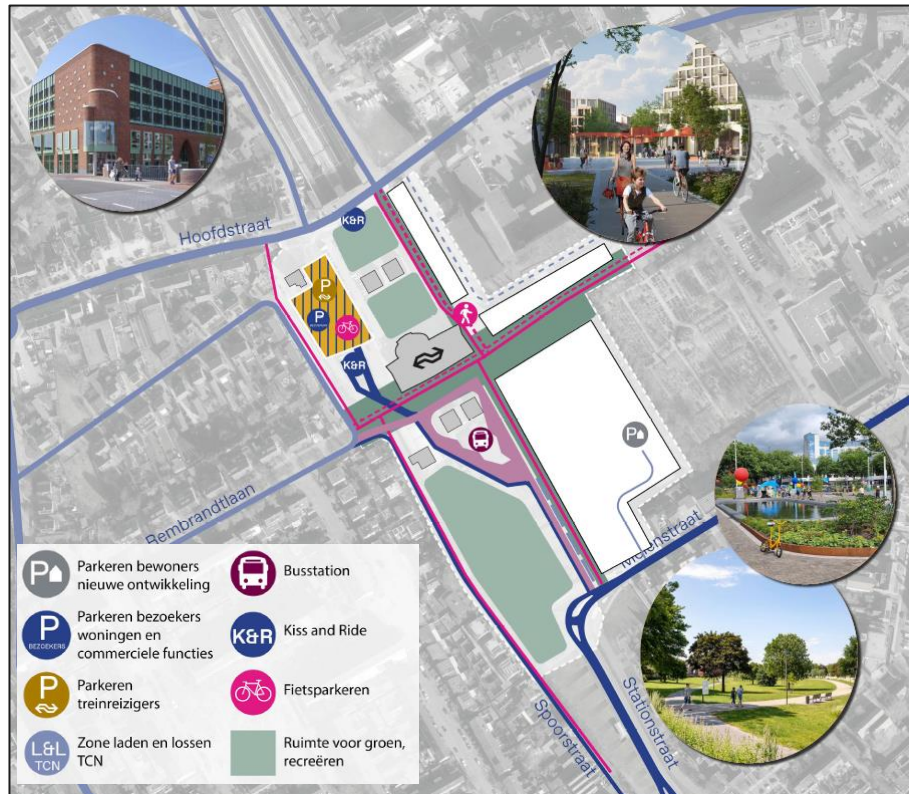 Hoofdstraat
K&R
P
P
BEZOEKERS
K&R
P
Rembrandtlaan
Molenstraat
Spoorstraat
Stationstraat
P
Parkeren bewoners
nieuwe ontwikkeling
P
BEZOEKERS
Parkeren bezoekers
woningen en
commerciele functies
P
Parkeren
treinreizigers
L&L
TCN
Zone laden en lossen
TCN
Busstation
K&R
Kiss and Ride
Fietsparkeren
Ruimte voor groen,
recreëren